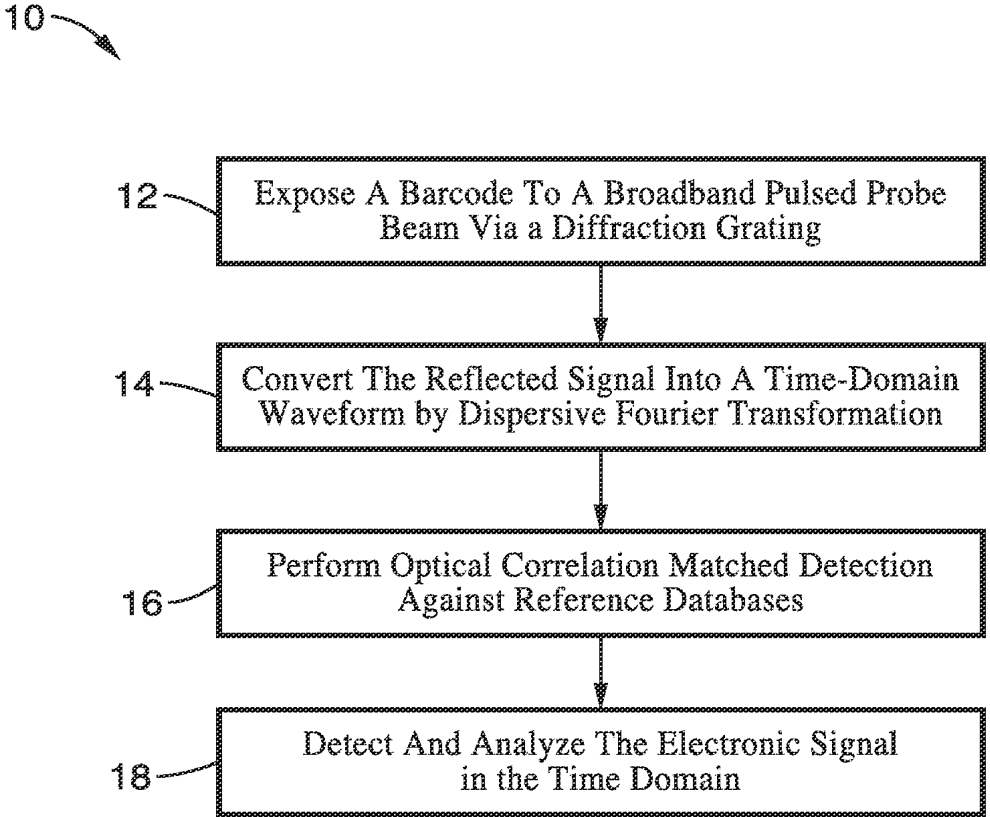 10
12
Expose A Barcode To A Broadband Pulsed Probe
Beam Via a Diffraction Grating
14
Convert The Reflected Signal Into A Time-Domain
Waveform by Dispersive Fourier Transformation
16
Perform Optical Correlation Matched Detection
Against Reference Databases
18
Detect And Analyze The Electronic Signal
in the Time Domain